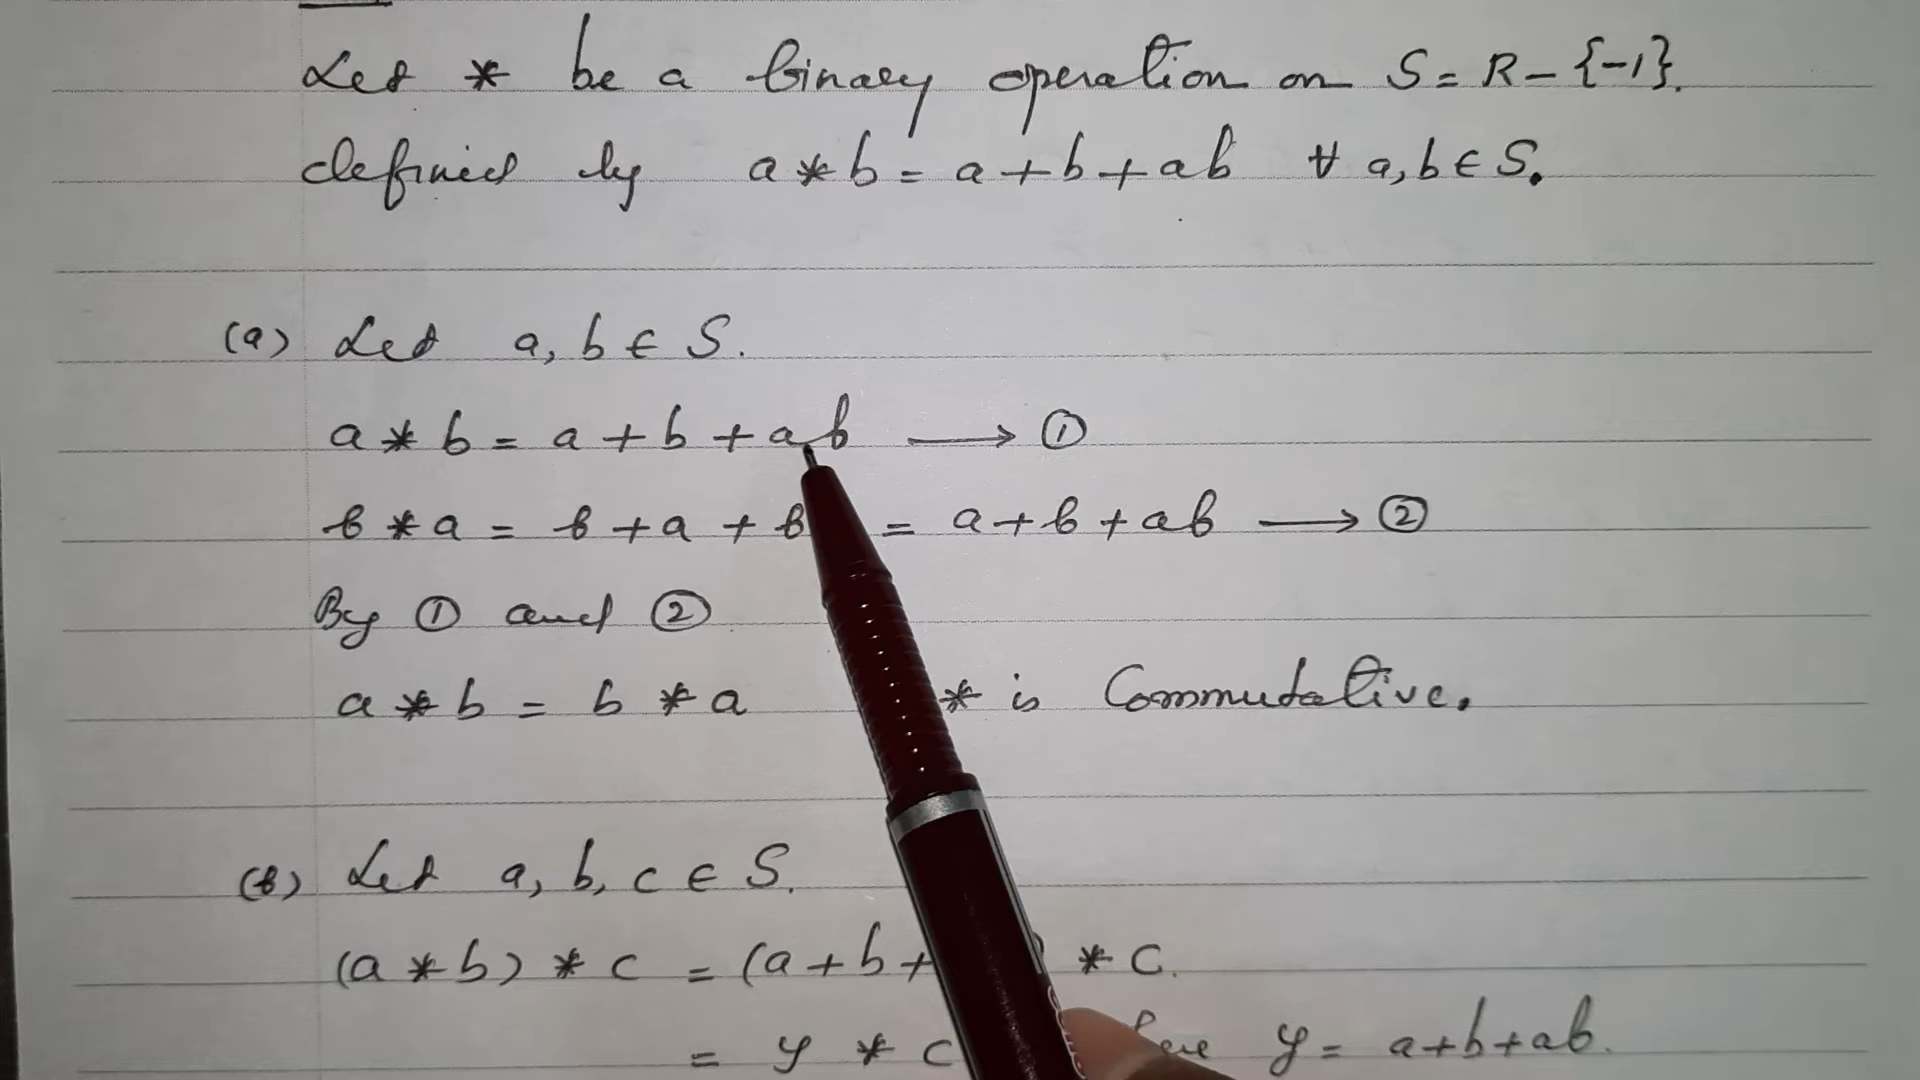 Let * be a binary operation on S = R - {-1}.
defined by a * b = a + b + ab ∀ a, b ∈ S.
(a) Let a, b ∈ S.
a * b = a + b + ab ⟶ ①
b * a = b + a + b = a + b + ab ⟶ ②
By ① and ②
a * b = b * a * is Commutative.
(b) Let a, b, c ∈ S.
(a * b) * c = (a + b + ) * c.
= y * c y = a + b + ab.